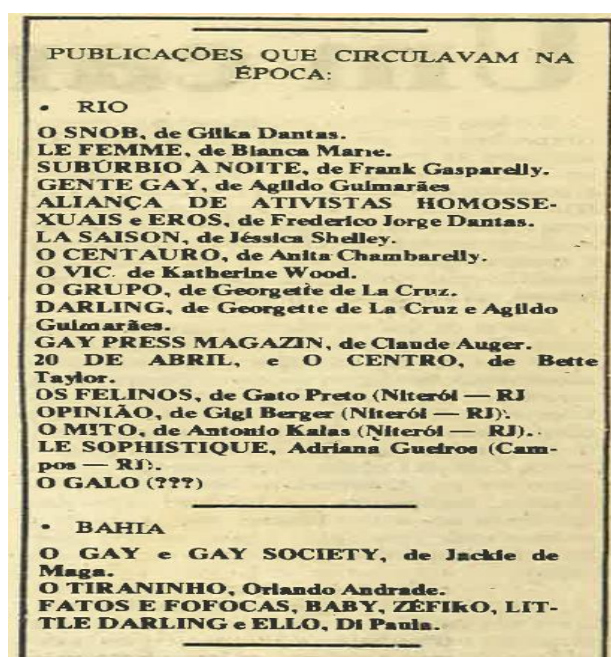 PUBLICAÇÕES QUE CIRCULAVAM NA
ÉPOCA:
• RIO
O SNOB, de Gilka Dantas.
LE FEMME, de Bianca Marie.
SUBÚRBIO À NOITE, de Frank Gasparelly.
GENTE GAY, de Agildo Guimarães
ALIANÇA DE ATIVISTAS HOMOSSE-
XUAIS e EROS, de Frederico Jorge Dantas.
LA SAISON, de Jéssica Shelley.
O CENTAURO, de Anita Chambarelly.
O VIC. de Katherine Wood.
O GRUPO, de Georgette de La Cruz.
DARLING, de Georgette de La Cruz e Agildo
Guimarães.
GAY PRESS MAGAZIN, de Claude Auger.
20 DE ABRIL, e O CENTRO, de Bette
Taylor.
OS FELINOS, de Gato Preto (Niterói — RJ
OPINIÃO, de Gigi Berger (Niterói — RJ).
O MITO, de Antonio Kalas (Niterói — RJ).
LE SOPHISTIQUE, Adriana Gueiros (Cam-
pos — RJ).
O GALO (???)
• BAHIA
O GAY e GAY SOCIETY, de Jackie de
Maga.
O TIRANINHO, Orlando Andrade.
FATOS E FOFOCAS, BABY, ZÉFIRO, LIT-
TLE DARLING e ELLO, Di Paula.